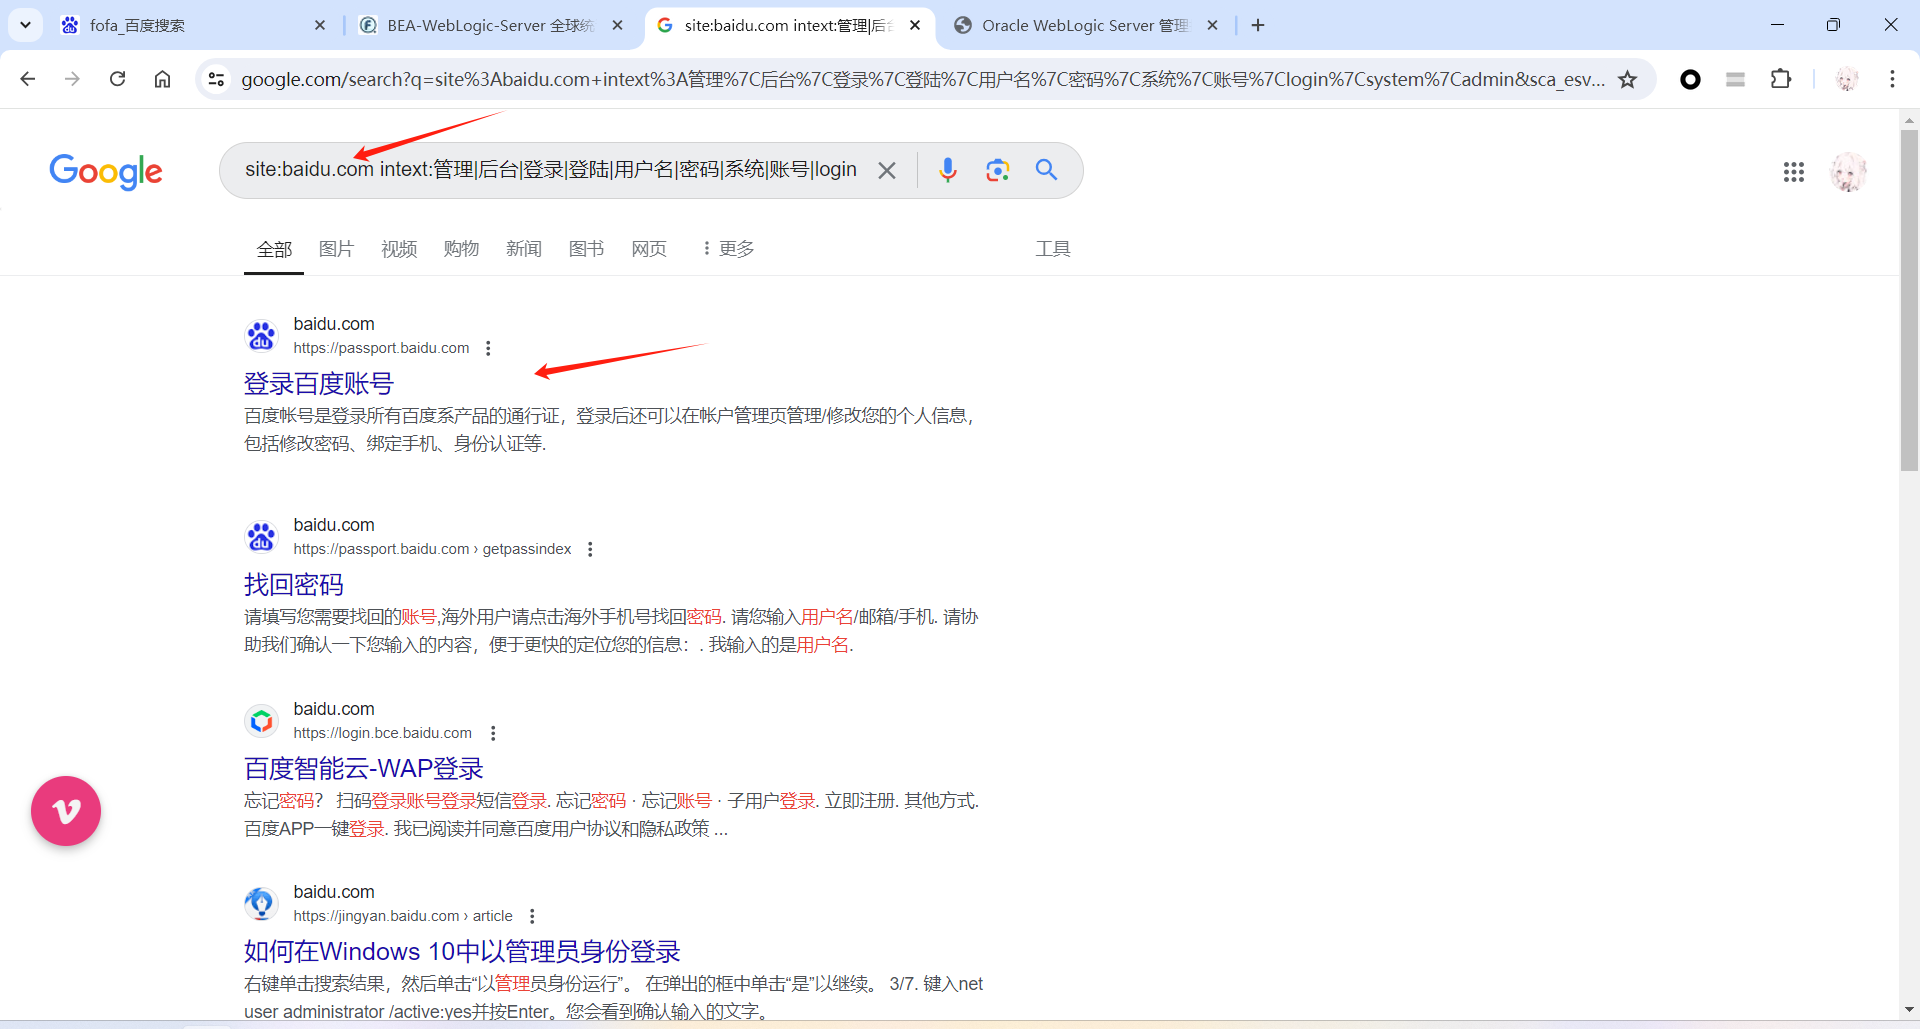 fofa_百度搜索
BEA-WebLogic-Server 全球统
site:baidu.com intext:管理|后台
Oracle WebLogic Server 管理
google.com/search?q=site%3Abaidu.com+intext%3A管理%7C后台%7C登录%7C登陆%7C用户名%7C密码%7C系统%7C账号%7Clogin%7Csystem%7Cadmin&sca_esv...
Google
site:baidu.com intext:管理|后台|登录|登陆|用户名|密码|系统|账号|login
全部 图片 视频 购物 新闻 图书 网页 更多 工具
baidu.com
https://passport.baidu.com
登录百度账号
百度帐号是登录所有百度系产品的通行证，登录后还可以在帐户管理页管理/修改您的个人信息，
包括修改密码、绑定手机、身份认证等.
baidu.com
https://passport.baidu.com › getpassindex
找回密码
请填写您需要找回的账号,海外用户请点击海外手机号找回密码. 请您输入用户名/邮箱/手机. 请协
助我们确认一下您输入的内容，便于更快的定位您的信息：. 我输入的是用户名.
baidu.com
https://login.bce.baidu.com
百度智能云-WAP登录
忘记密码？ 扫码登录账号登录短信登录. 忘记密码 · 忘记账号 · 子用户登录. 立即注册. 其他方式.
百度APP一键登录. 我已阅读并同意百度用户协议和隐私政策 ...
baidu.com
https://jingyan.baidu.com › article
如何在Windows 10中以管理员身份登录
右键单击搜索结果，然后单击“以管理员身份运行”。 在弹出的框中单击“是”以继续。 3/7. 键入net
user administrator /active:yes并按Enter。您会看到确认输入的文字。